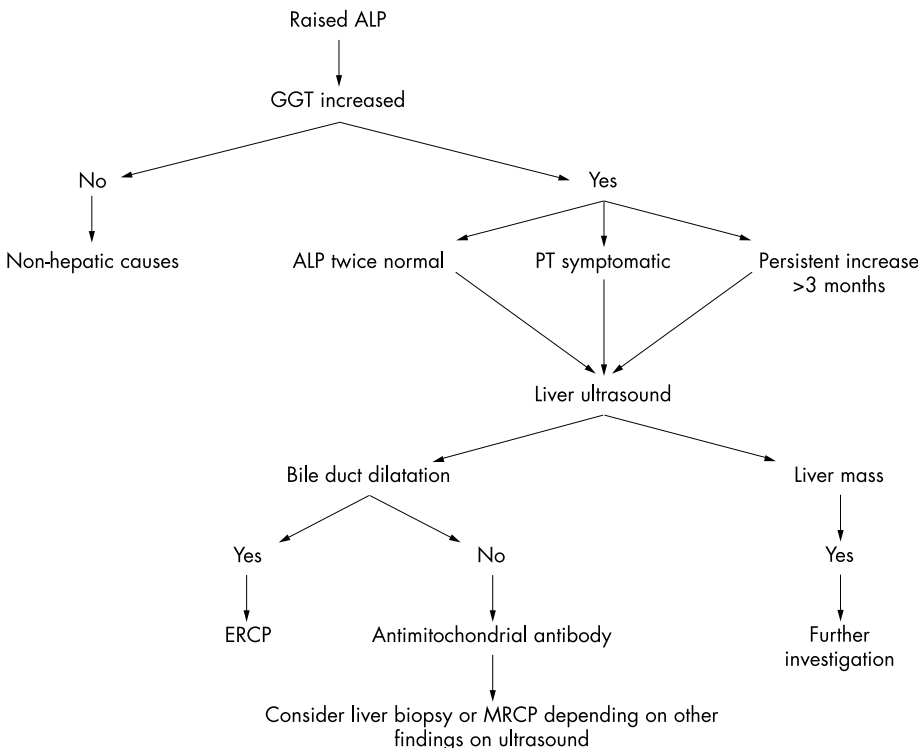 Raised ALP
GGT increased
No
Yes
Non-hepatic causes
ALP twice normal
PT symptomatic
Persistent increase
>3 months
Liver ultrasound
Bile duct dilatation
Liver mass
Yes
No
Yes
ERCP
Antimitochondrial antibody
Further
investigation
Consider liver biopsy or MRCP depending on other
findings on ultrasound